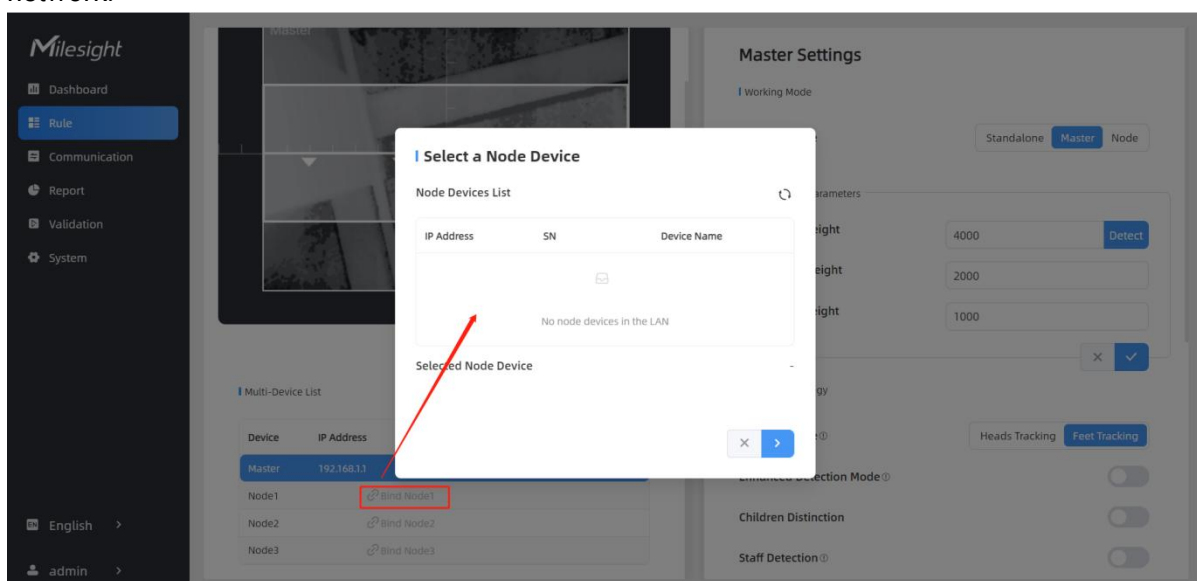 Milesight
Dashboard
Rule
Communication
Report
Validation
System
English
admin
Master
Multi-Device List
Device IP Address
Master 192.168.1.1
Node1 Bind Node1
Node2 Bind Node2
Node3 Bind Node3
Select a Node Device
Node Devices List
IP Address SN Device Name
No node devices in the LAN
Selected Node Device -
Master Settings
Working Mode
Standalone Master Node
arameters
eight 4000 Detect
eight 2000
eight 1000
gy
Heads Tracking Feet Tracking
Enhanced Detection Mode
Children Distinction
Staff Detection